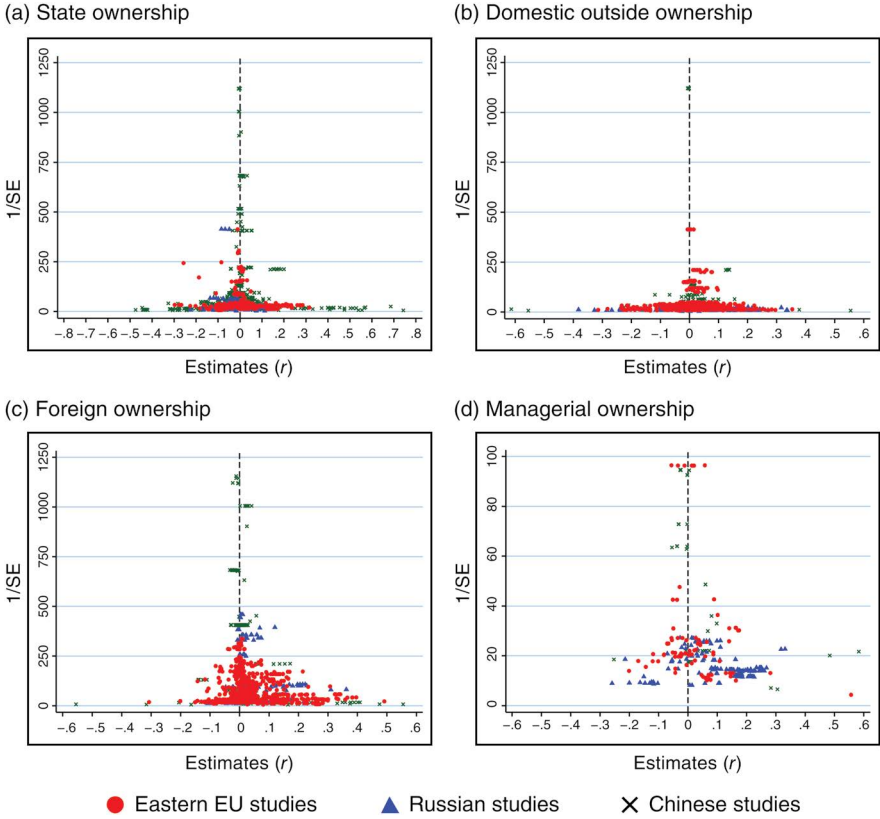 (a) State ownership
1250
1000
750
500
250
0
1/SE
–.8 –.7 –.6 –.5 –.4 –.3 –.2 –.1 0 .1 .2 .3 .4 .5 .6 .7 .8
Estimates (r)
(b) Domestic outside ownership
1250
1000
750
500
250
0
1/SE
–.6 –.5 –.4 –.3 –.2 –.1 0 .1 .2 .3 .4 .5 .6
Estimates (r)
(c) Foreign ownership
1250
1000
750
500
250
0
1/SE
–.6 –.5 –.4 –.3 –.2 –.1 0 .1 .2 .3 .4 .5 .6
Estimates (r)
(d) Managerial ownership
100
80
60
40
20
0
1/SE
–.6 –.5 –.4 –.3 –.2 –.1 0 .1 .2 .3 .4 .5 .6
Estimates (r)
Eastern EU studies
Russian studies
Chinese studies